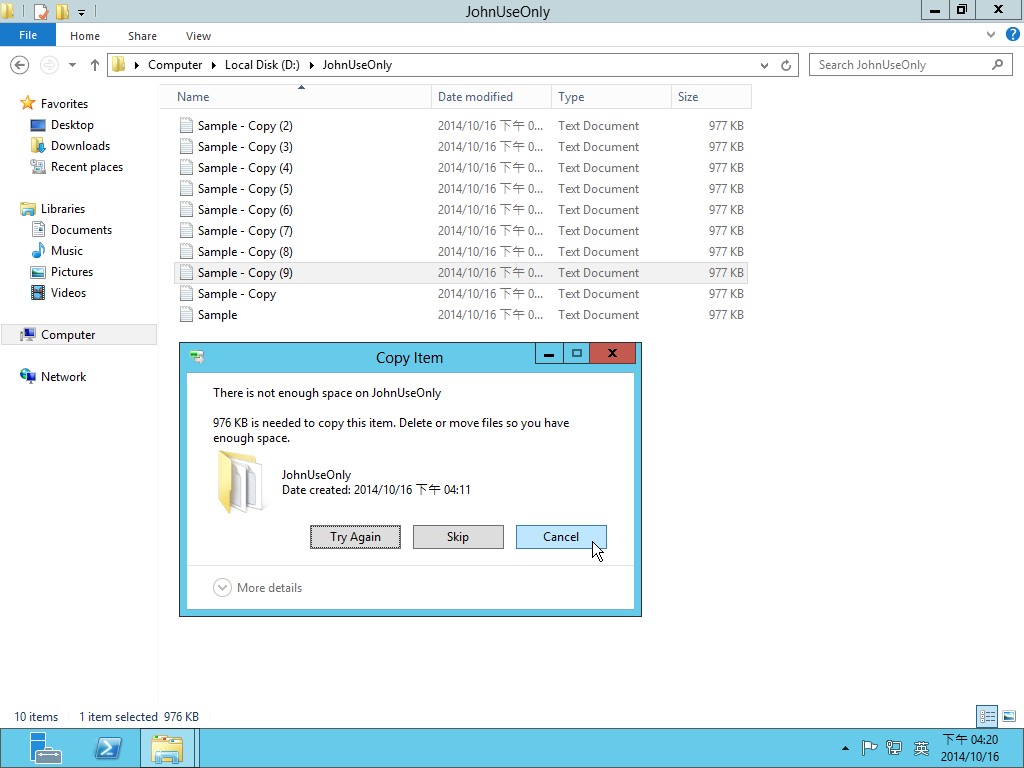 JohnUseOnly
File Home Share View
Computer Local Disk (D:) JohnUseOnly Search JohnUseOnly
Favorites
Desktop
Downloads
Recent places
Libraries
Documents
Music
Pictures
Videos
Computer
Network
Name Date modified Type Size
Sample - Copy (2) 2014/10/16 下午 0... Text Document 977 KB
Sample - Copy (3) 2014/10/16 下午 0... Text Document 977 KB
Sample - Copy (4) 2014/10/16 下午 0... Text Document 977 KB
Sample - Copy (5) 2014/10/16 下午 0... Text Document 977 KB
Sample - Copy (6) 2014/10/16 下午 0... Text Document 977 KB
Sample - Copy (7) 2014/10/16 下午 0... Text Document 977 KB
Sample - Copy (8) 2014/10/16 下午 0... Text Document 977 KB
Sample - Copy (9) 2014/10/16 下午 0... Text Document 977 KB
Sample - Copy 2014/10/16 下午 0... Text Document 977 KB
Sample 2014/10/16 下午 0... Text Document 977 KB
Copy Item
There is not enough space on JohnUseOnly
976 KB is needed to copy this item. Delete or move files so you have
enough space.
JohnUseOnly
Date created: 2014/10/16 下午 04:11
Try Again Skip Cancel
More details
10 items 1 item selected 976 KB
英 下午 04:20
2014/10/16